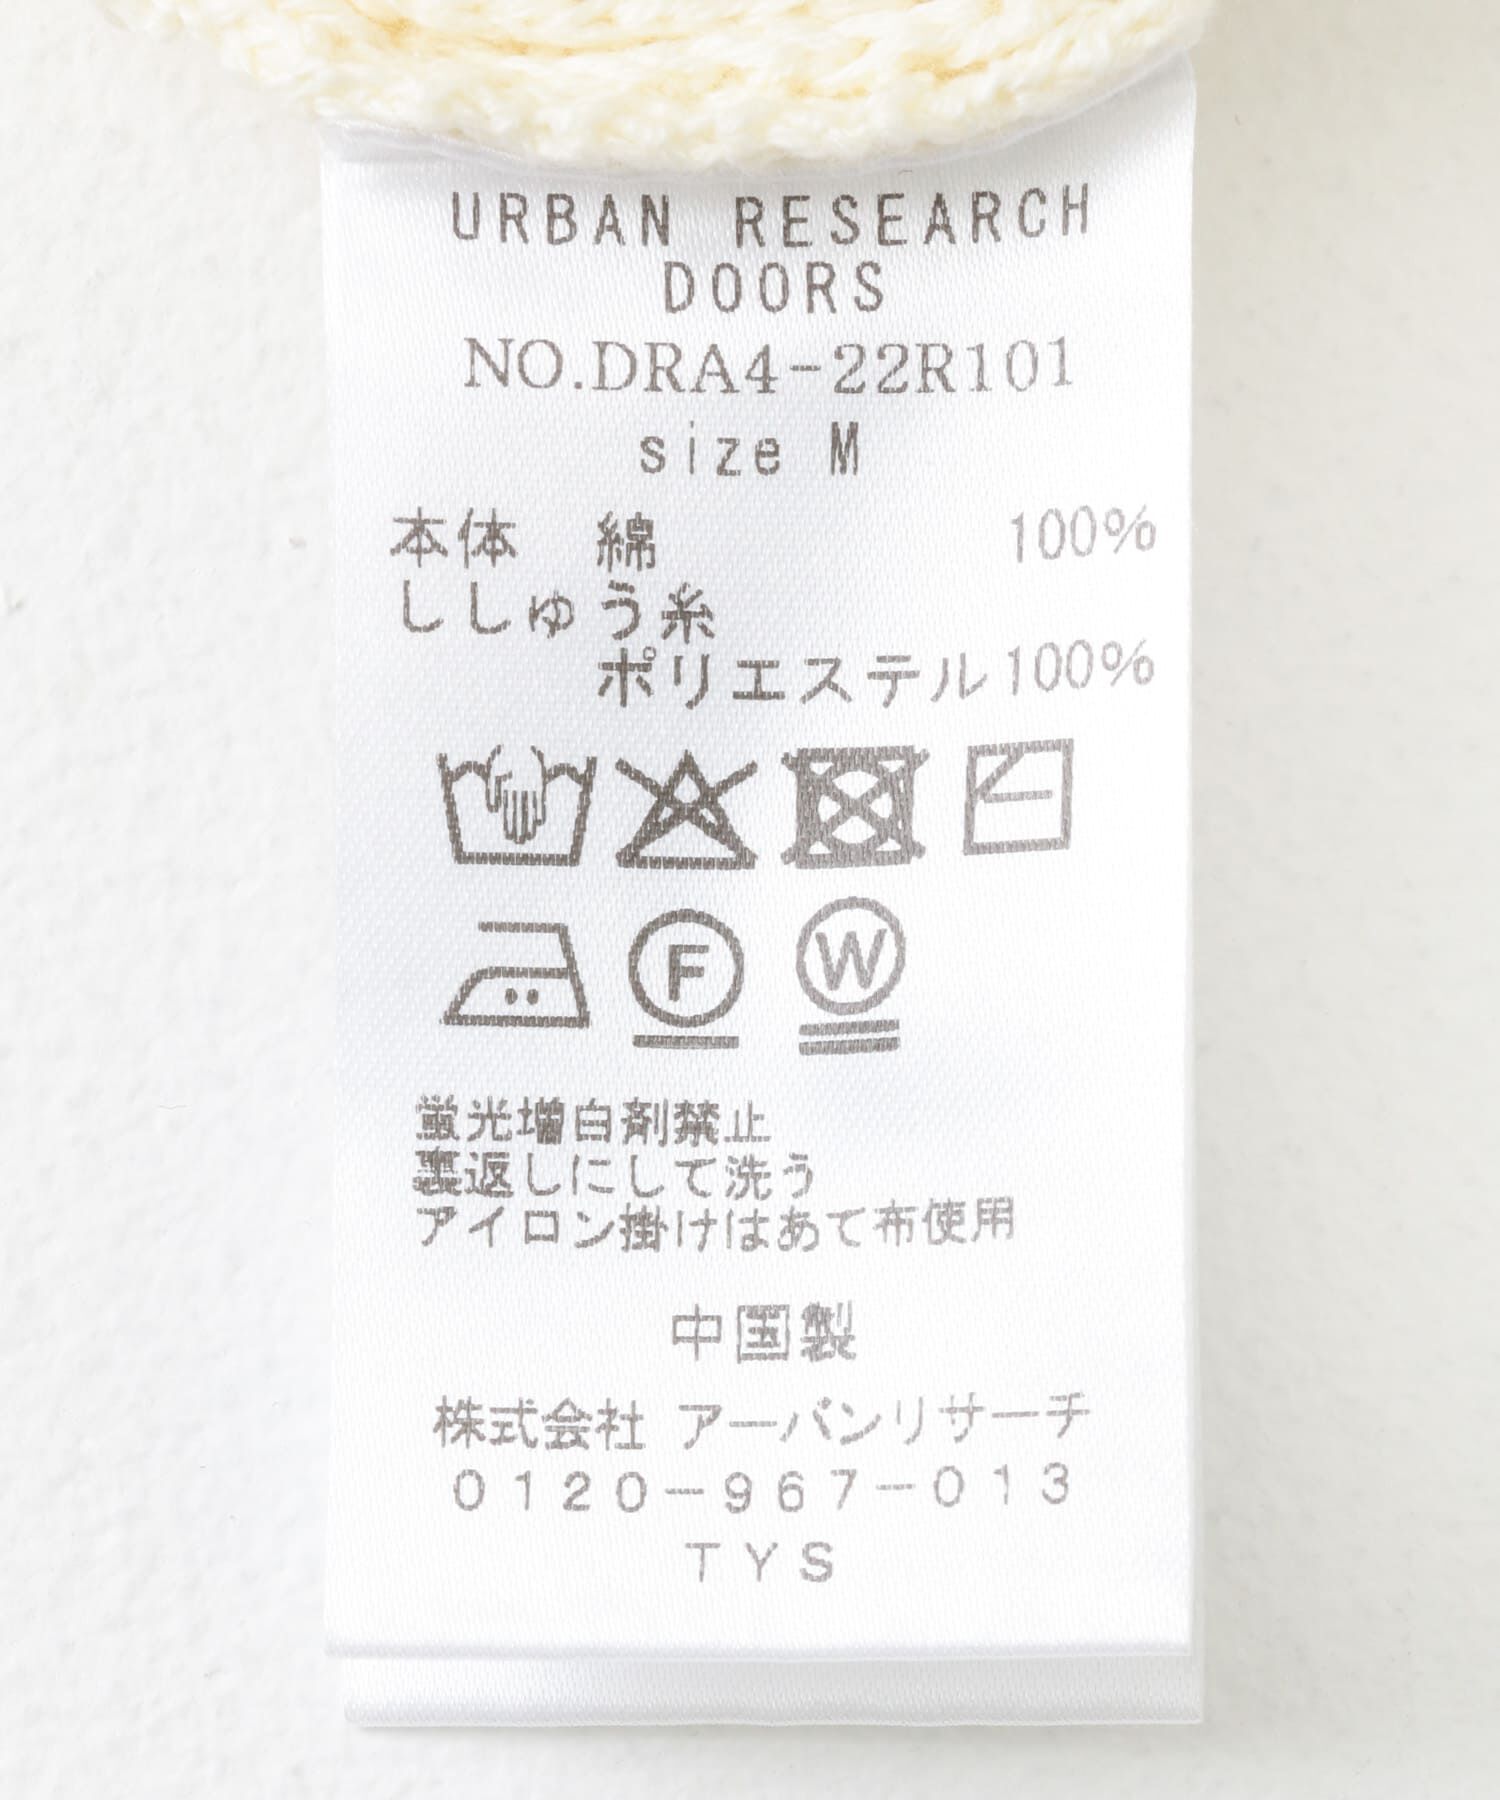 URBAN RESEARCH
DOORS
NO.DRA4-22R101
size M
本体 綿 100%
ししゅう糸
ポリエステル100%
F W
蛍光増白剤禁止
裏返しにして洗う
アイロン掛けはあて布使用
中国製
株式会社 アーバンリサーチ
0120-967-013
TYS